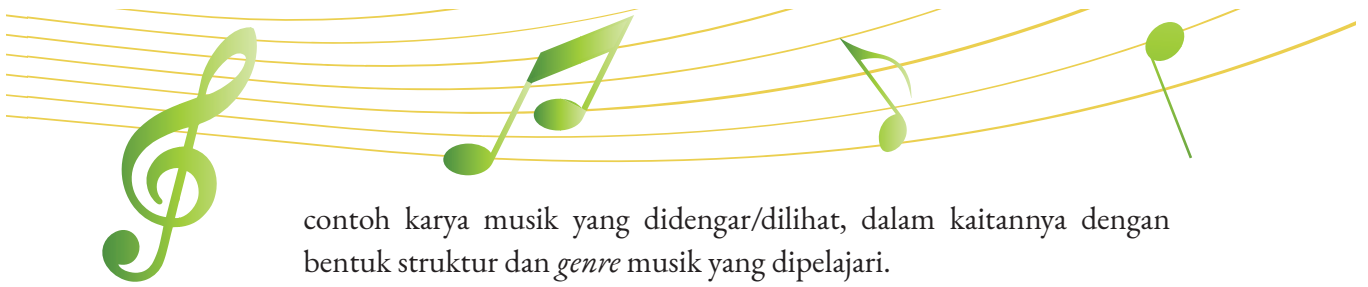 contoh karya musik yang didengar/dilihat, dalam kaitannya dengan
bentuk struktur dan genre musik yang dipelajari.